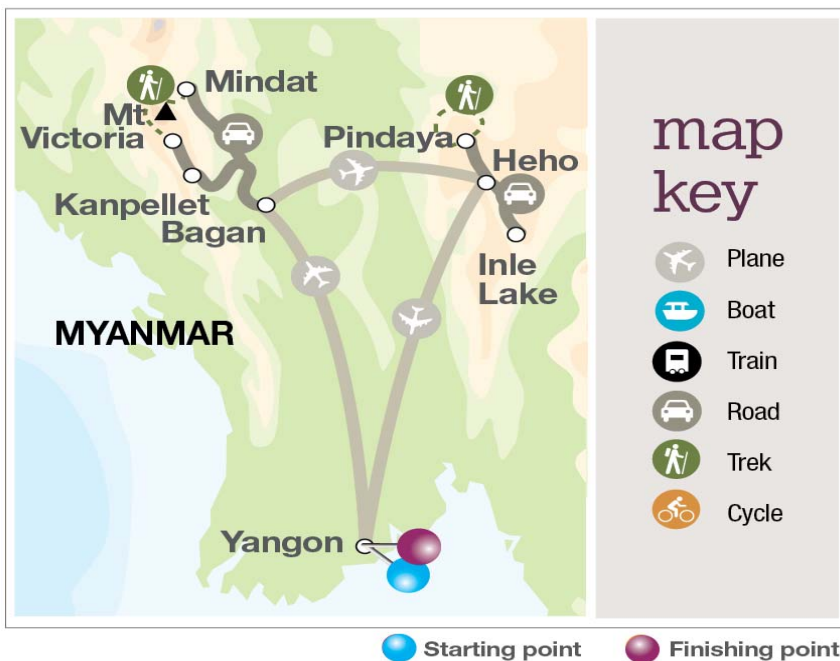 Mindat
Mt
Victoria
Pindaya
Heho
Kanpellet
Bagan
Inle
Lake
MYANMAR
Yangon
map
key
Plane
Boat
Train
Road
Trek
Cycle
Starting point
Finishing point